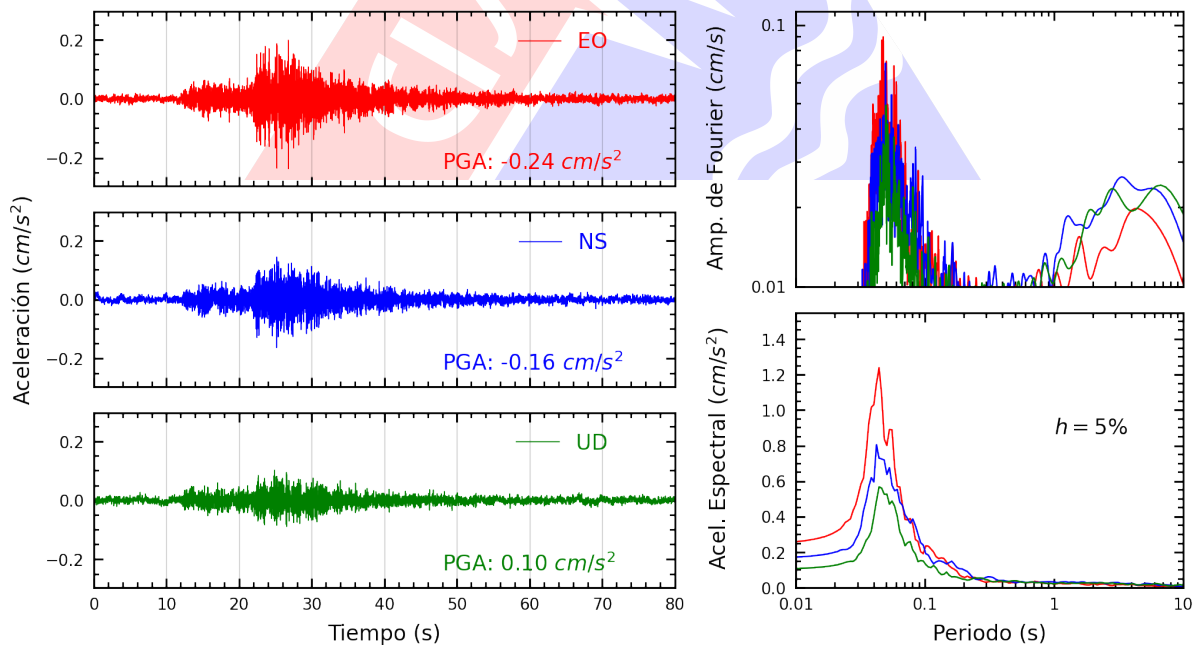 Aceleración (cm/s²)
0.2
0.0
−0.2
EO
PGA: -0.24 cm/s²
0.2
0.0
−0.2
NS
PGA: -0.16 cm/s²
0.2
0.0
−0.2
UD
PGA: 0.10 cm/s²
0 10 20 30 40 50 60 70 80
Tiempo (s)
Amp. de Fourier (cm/s)
0.1
0.01
Acel. Espectral (cm/s²)
1.4
1.2
1.0
0.8
0.6
0.4
0.2
0.0
h = 5%
0.01 0.1 1 10
Periodo (s)